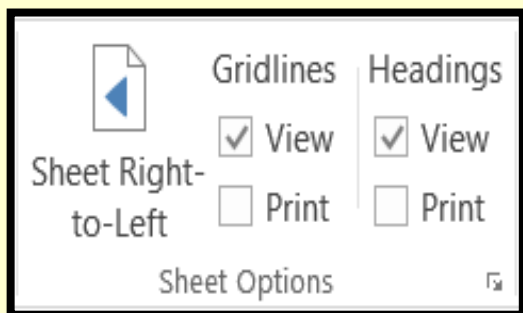 Gridlines Headings
View View
Sheet Right-
Print Print
to-Left
Sheet Options